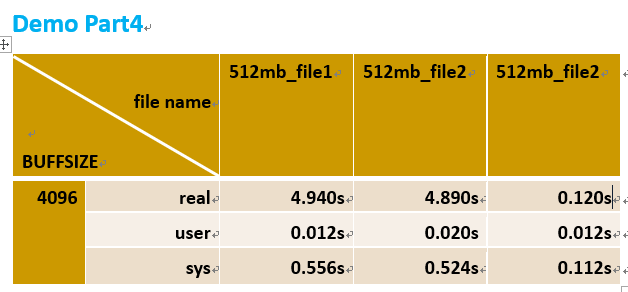 Demo Part4
512mb_file1 512mb_file2 512mb_file2
file name
BUFFSIZE
4096 real 4.940s 4.890s 0.120s
user 0.012s 0.020s 0.012s
sys 0.556s 0.524s 0.112s